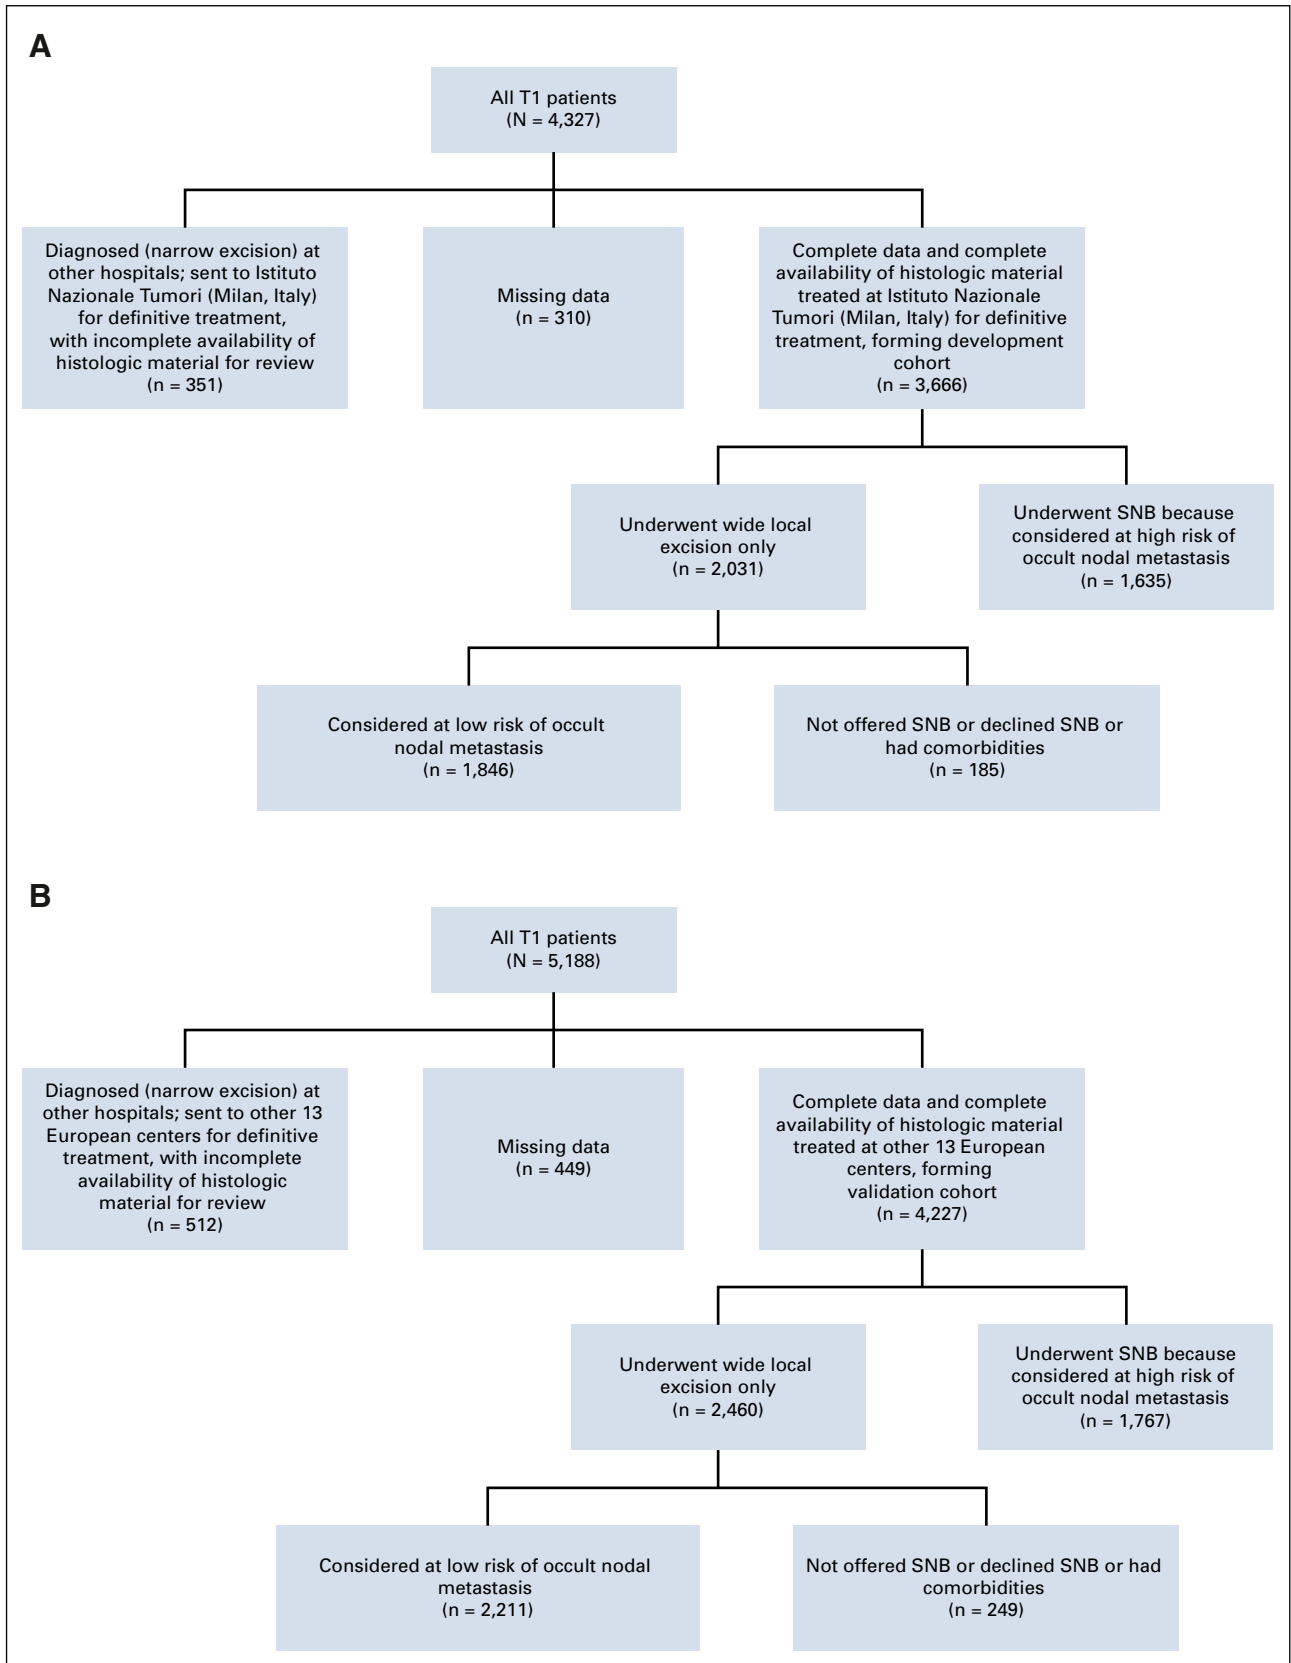 A
All T1 patients
(N = 4,327)
Diagnosed (narrow excision) at
other hospitals; sent to Istituto
Nazionale Tumori (Milan, Italy)
for definitive treatment,
with incomplete availability of
histologic material for review
(n = 351)
Missing data
(n = 310)
Complete data and complete
availability of histologic material
treated at Istituto Nazionale
Tumori (Milan, Italy) for definitive
treatment, forming development
cohort
(n = 3,666)
Underwent wide local
excision only
(n = 2,031)
Underwent SNB because
considered at high risk of
occult nodal metastasis
(n = 1,635)
Considered at low risk of occult
nodal metastasis
(n = 1,846)
Not offered SNB or declined SNB or
had comorbidities
(n = 185)
B
All T1 patients
(N = 5,188)
Diagnosed (narrow excision) at
other hospitals; sent to other 13
European centers for definitive
treatment, with incomplete
availability of histologic
material for review
(n = 512)
Missing data
(n = 449)
Complete data and complete
availability of histologic material
treated at other 13 European
centers, forming
validation cohort
(n = 4,227)
Underwent wide local
excision only
(n = 2,460)
Underwent SNB because
considered at high risk of
occult nodal metastasis
(n = 1,767)
Considered at low risk of occult nodal
metastasis
(n = 2,211)
Not offered SNB or declined SNB or had
comorbidities
(n = 249)